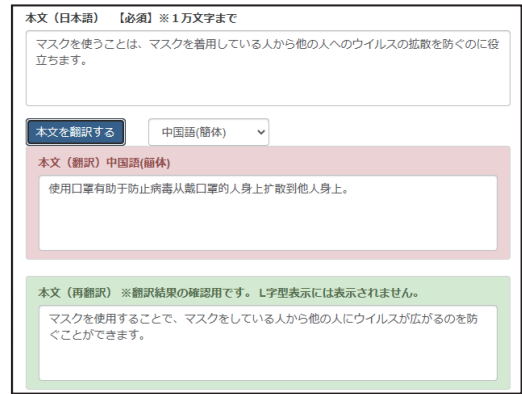 本文（日本語） 【必須】※１万文字まで
マスクを使うことは、マスクを着用している人から他の人へのウイルスの拡散を防ぐのに役
立ちます。
本文を翻訳する 中国語(簡体)
本文（翻訳）中国語(簡体)
使用口罩有助于防止病毒从戴口罩的人身上扩散到他人身上。
本文（再翻訳） ※翻訳結果の確認用です。 L字型表示には表示されません。
マスクを使用することで、マスクをしている人から他の人にウイルスが広がるのを防
ぐことができます。